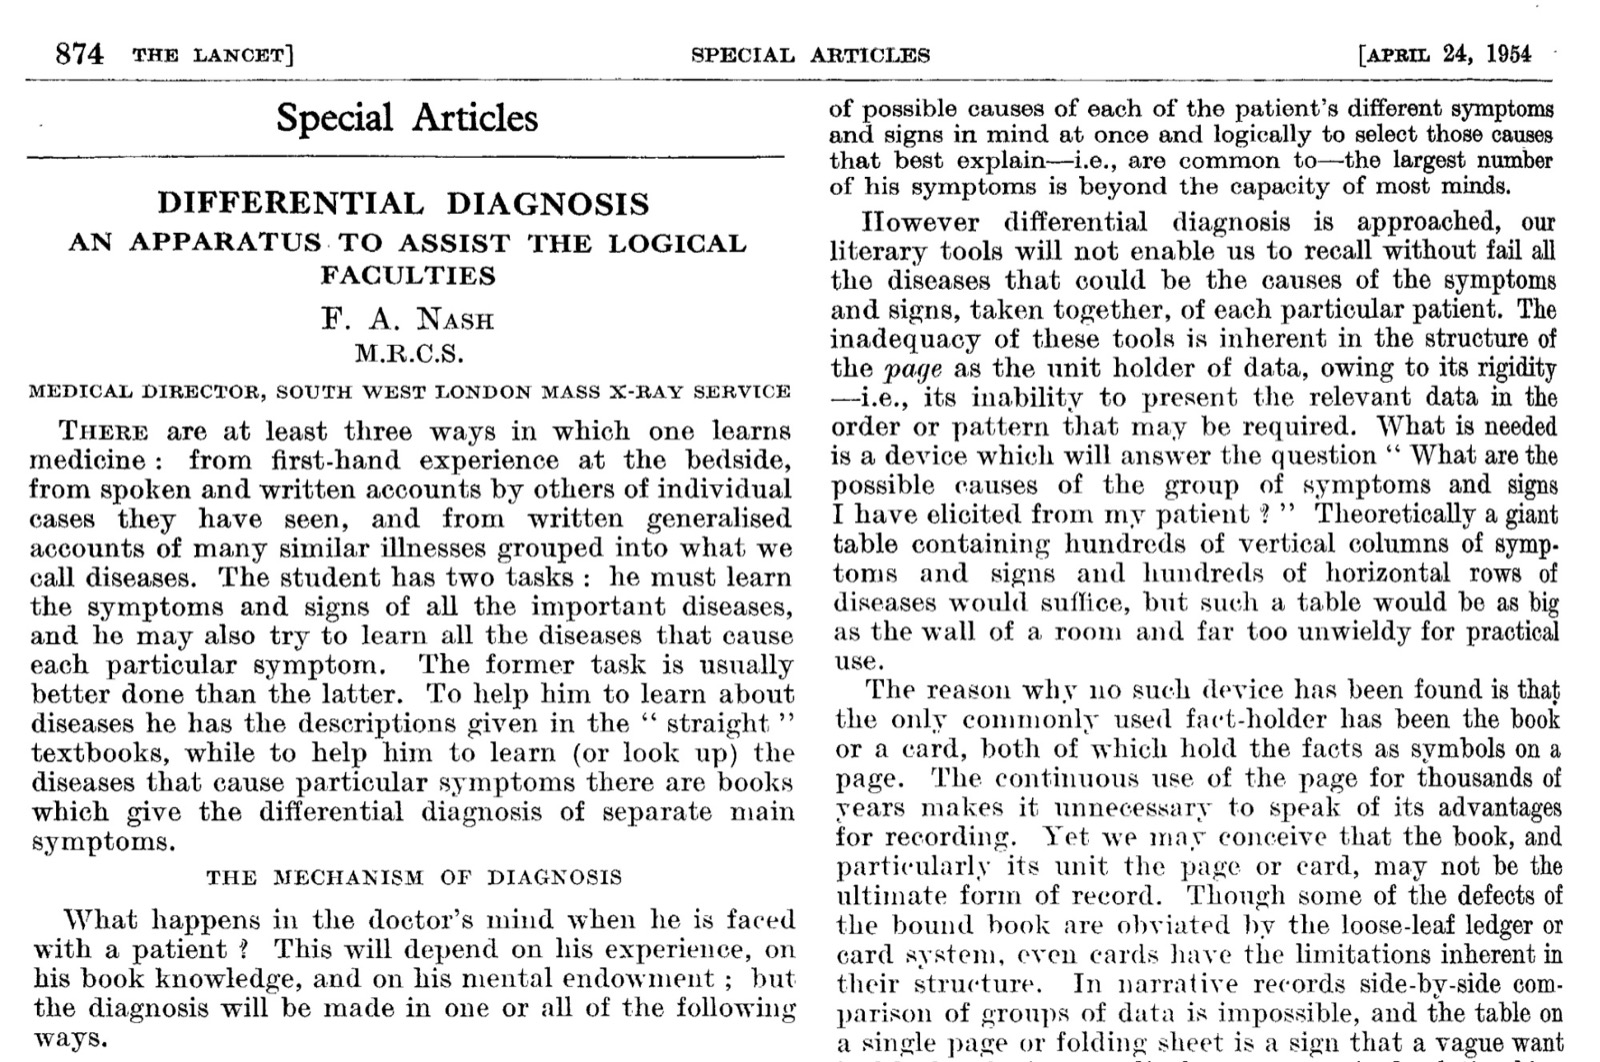 874 THE LANCET]
SPECIAL ARTICLES
[APRIL 24, 1954
Special Articles
DIFFERENTIAL DIAGNOSIS
AN APPARATUS TO ASSIST THE LOGICAL
FACULTIES
F. A. NASH
M.R.C.S.
MEDICAL DIRECTOR, SOUTH WEST LONDON MASS X-RAY SERVICE
THERE are at least three ways in which one learns
medicine : from first-hand experience at the bedside,
from spoken and written accounts by others of individual
cases they have seen, and from written generalised
accounts of many similar illnesses grouped into what we
call diseases. The student has two tasks : he must learn
the symptoms and signs of all the important diseases,
and he may also try to learn all the diseases that cause
each particular symptom. The former task is usually
better done than the latter. To help him to learn about
diseases he has the descriptions given in the “ straight ”
textbooks, while to help him to learn (or look up) the
diseases that cause particular symptoms there are books
which give the differential diagnosis of separate main
symptoms.
THE MECHANISM OF DIAGNOSIS
What happens in the doctor's mind when he is faced
with a patient ? This will depend on his experience, on
his book knowledge, and on his mental endowment ; but
the diagnosis will be made in one or all of the following
ways.
of possible causes of each of the patient's different symptoms
and signs in mind at once and logically to select those causes
that best explain—i.e., are common to—the largest number
of his symptoms is beyond the capacity of most minds.
However differential diagnosis is approached, our
literary tools will not enable us to recall without fail all
the diseases that could be the causes of the symptoms
and signs, taken together, of each particular patient. The
inadequacy of these tools is inherent in the structure of
the page as the unit holder of data, owing to its rigidity
—i.e., its inability to present the relevant data in the
order or pattern that may be required. What is needed
is a device which will answer the question “ What are the
possible causes of the group of symptoms and signs
I have elicited from my patient ? ” Theoretically a giant
table containing hundreds of vertical columns of symp-
toms and signs and hundreds of horizontal rows of
diseases would suffice, but such a table would be as big
as the wall of a room and far too unwieldy for practical
use.
The reason why no such device has been found is that
the only commonly used fact-holder has been the book
or a card, both of which hold the facts as symbols on a
page. The continuous use of the page for thousands of
years makes it unnecessary to speak of its advantages
for recording. Yet we may conceive that the book, and
particularly its unit the page or card, may not be the
ultimate form of record. Though some of the defects of
the bound book are obviated by the loose-leaf ledger or
card system, even cards have the limitations inherent in
their structure. In narrative records side-by-side com-
parison of groups of data is impossible, and the table on
a single page or folding sheet is a sign that a vague want